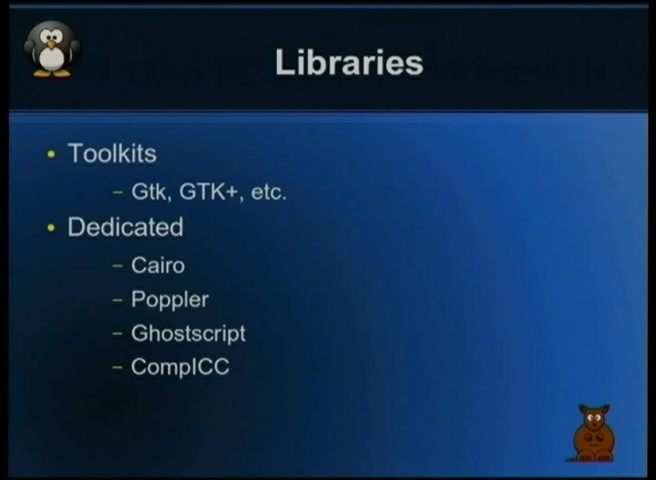 Libraries
• Toolkits
– Gtk, GTK+, etc.
• Dedicated
– Cairo
– Poppler
– Ghostscript
– CompICC